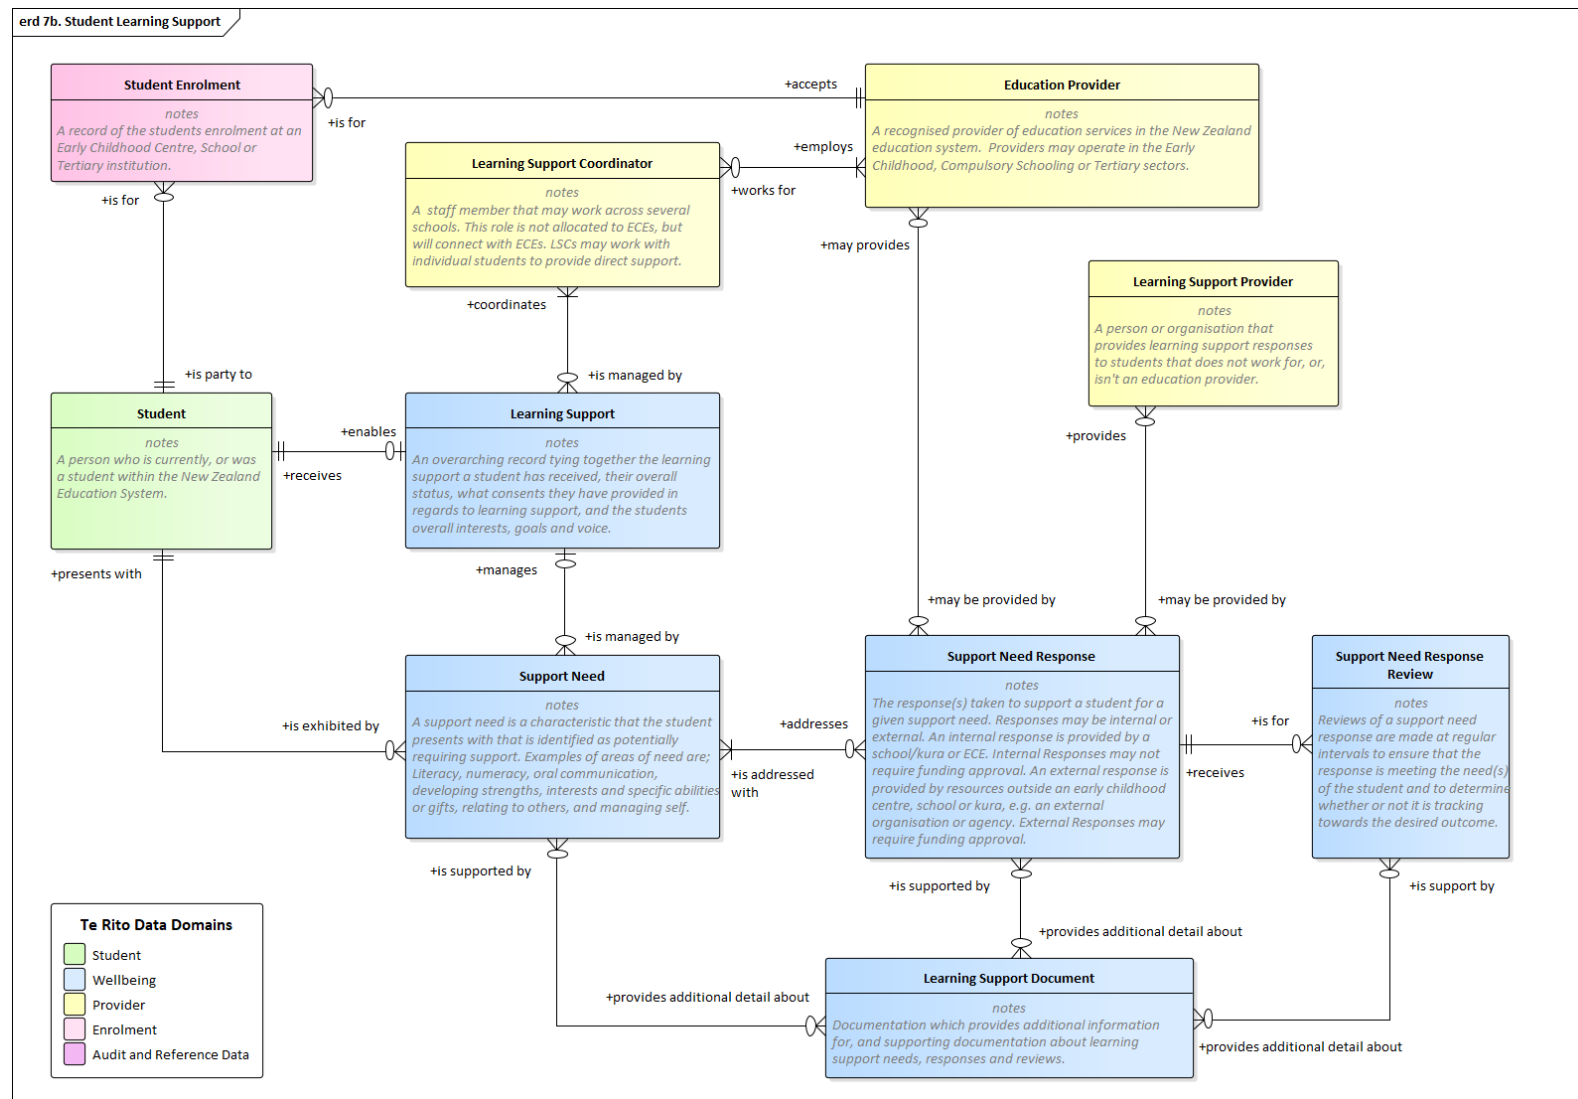 erd 7b. Student Learning Support
Student Enrolment
notes
A record of the students enrolment at an
Early Childhood Centre, School or
Tertiary institution.
+is for
+accepts
Education Provider
notes
A recognised provider of education services in the New Zealand
education system.  Providers may operate in the Early
Childhood, Compulsory Schooling or Tertiary sectors.
Learning Support Coordinator
notes
A  staff member that may work across several
schools. This role is not allocated to ECEs, but
will connect with ECEs. LSCs may work with
individual students to provide direct support.
+employs
+works for
+is for
+may provides
+coordinates
Learning Support Provider
notes
A person or organisation that
provides learning support responses
to students that does not work for, or,
isn't an education provider.
+is party to
+is managed by
Student
notes
A person who is currently, or was
a student within the New Zealand
Education System.
+enables
+receives
Learning Support
notes
An overarching record tying together the learning
support a student has received, their overall
status, what consents they have provided in
regards to learning support, and the students
overall interests, goals and voice.
+provides
+presents with
+manages
+may be provided by
+may be provided by
+is managed by
Support Need
notes
A support need is a characteristic that the student
presents with that is identified as potentially
requiring support. Examples of areas of need are;
Literacy, numeracy, oral communication,
developing strengths, interests and specific abilities
or gifts, relating to others, and managing self.
+is exhibited by
+addresses
+is addressed
with
Support Need Response
notes
The response(s) taken to support a student for a
given support need. Responses may be internal or
external. An internal response is provided by a
school/kura or ECE. Internal Responses may not
require funding approval. An external response is
provided by resources outside an early childhood
centre, school or kura, e.g. an external
organisation or agency. External Responses may
require funding approval.
+is for
+receives
Support Need Response
Review
notes
Reviews of a support need
response are made at regular
intervals to ensure that the
response is meeting the need(s)
of the student and to determine
whether or not it is tracking
towards the desired outcome.
+is supported by
+is supported by
+is support by
+provides additional detail about
+provides additional detail about
+provides additional detail about
Learning Support Document
notes
Documentation which provides additional information
for, and supporting documentation about learning
support needs, responses and reviews.
Te Rito Data Domains
Student
Wellbeing
Provider
Enrolment
Audit and Reference Data